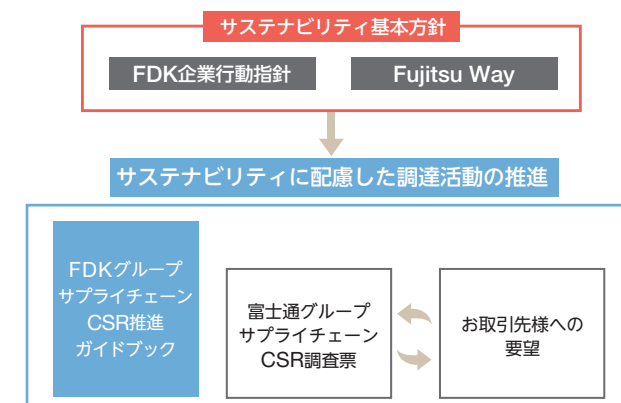 サステナビリティ基本方針
FDK企業行動指針
Fujitsu Way
サステナビリティに配慮した調達活動の推進
FDKグループ
サプライチェーン
CSR推進
ガイドブック
富士通グループ
サプライチェーン
CSR調査票
お取引先様への
要望